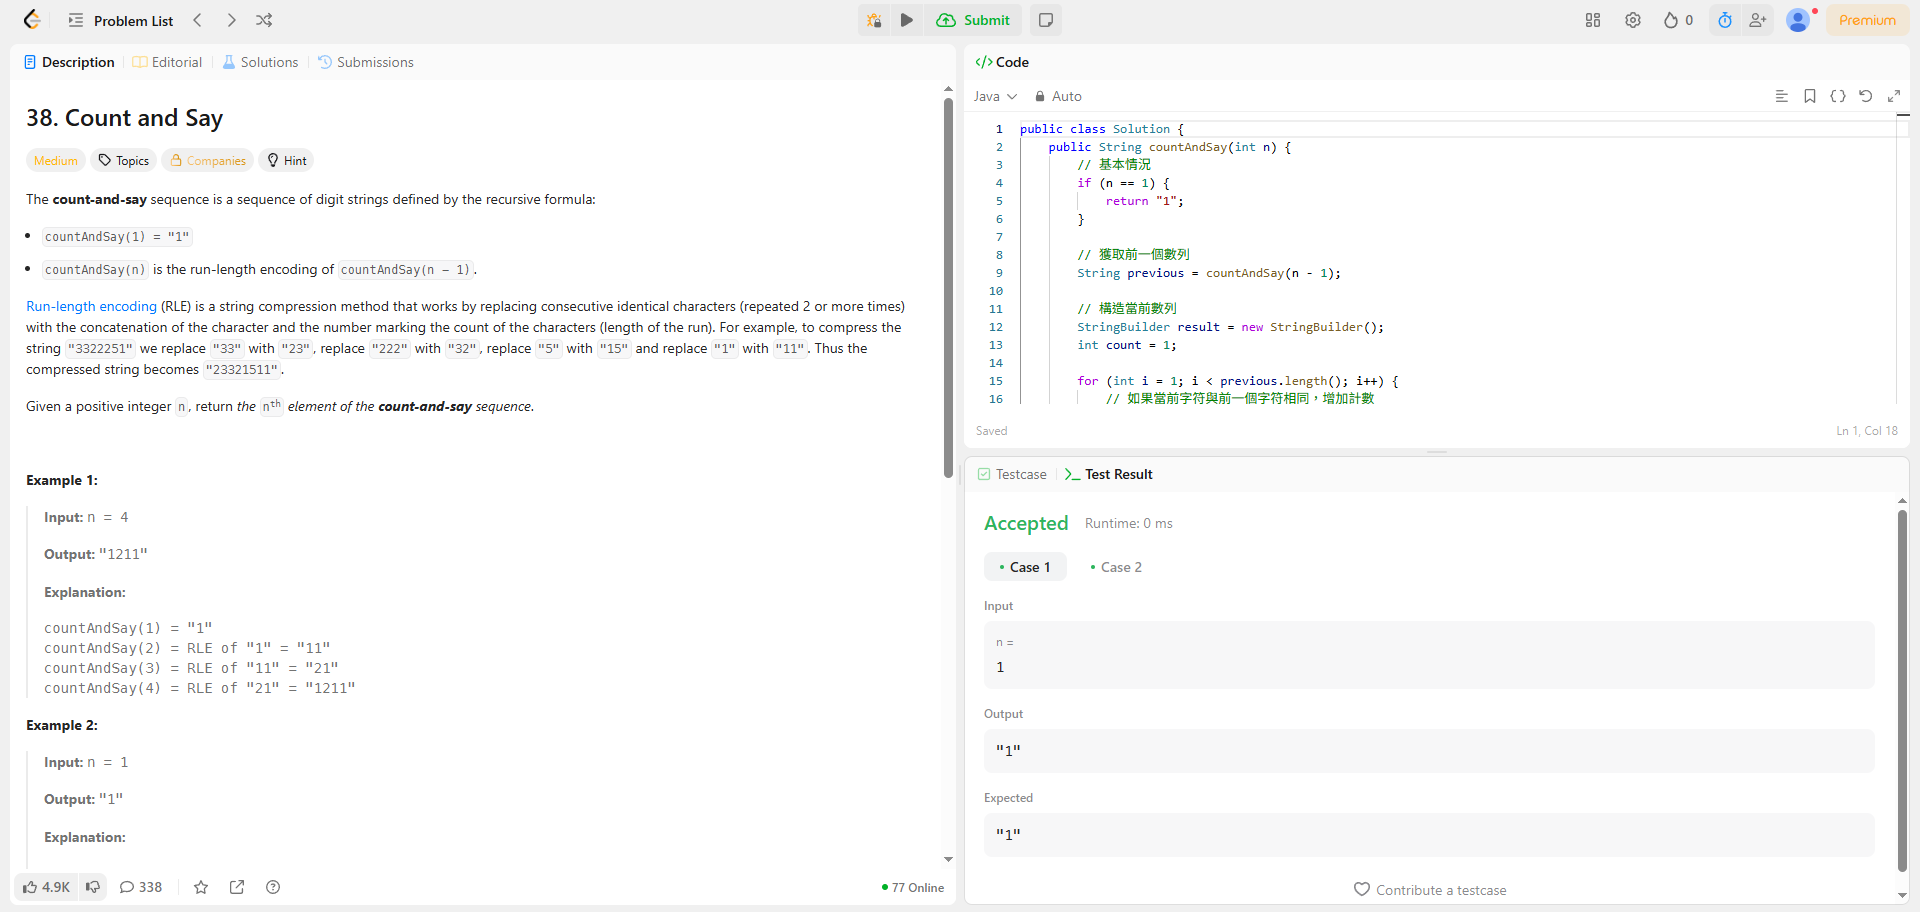 Problem List
Submit
0
Premium
Description
Editorial
Solutions
Submissions
38. Count and Say
Medium
Topics
Companies
Hint
The count-and-say sequence is a sequence of digit strings defined by the recursive formula:
• countAndSay(1) = "1"
• countAndSay(n) is the run-length encoding of countAndSay(n - 1).
Run-length encoding (RLE) is a string compression method that works by replacing consecutive identical characters (repeated 2 or more times)
with the concatenation of the character and the number marking the count of the characters (length of the run). For example, to compress the
string "3322251" we replace "33" with "23", replace "222" with "32", replace "5" with "15" and replace "1" with "11". Thus the
compressed string becomes "23321511".
Given a positive integer n, return the nth element of the count-and-say sequence.
Example 1:
Input: n = 4
Output: "1211"
Explanation:
countAndSay(1) = "1"
countAndSay(2) = RLE of "1" = "11"
countAndSay(3) = RLE of "11" = "21"
countAndSay(4) = RLE of "21" = "1211"
Example 2:
Input: n = 1
Output: "1"
Explanation:
4.9K
338
77 Online
</> Code
Java
Auto
1 public class Solution {
2 public String countAndSay(int n) {
3 // 基本情況
4 if (n == 1) {
5 return "1";
6 }
7
8 // 獲取前一個數列
9 String previous = countAndSay(n - 1);
10
11 // 構造當前數列
12 StringBuilder result = new StringBuilder();
13 int count = 1;
14
15 for (int i = 1; i < previous.length(); i++) {
16 // 如果當前字符與前一個字符相同，增加計數
Saved
Ln 1, Col 18
Testcase
Test Result
Accepted
Runtime: 0 ms
• Case 1
• Case 2
Input
n =
1
Output
"1"
Expected
"1"
Contribute a testcase